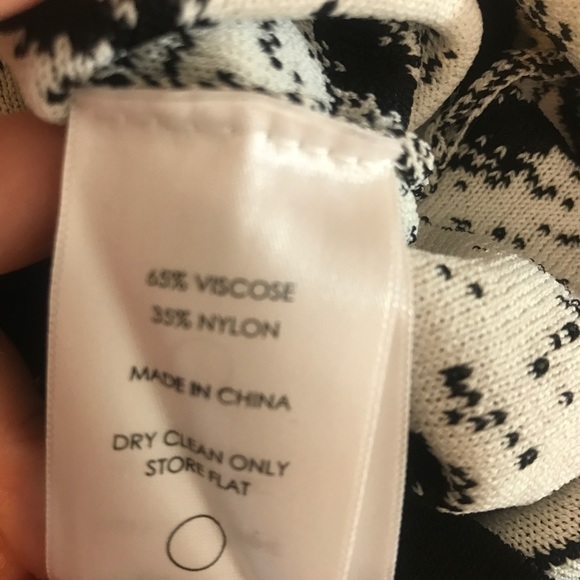 65% VISCOSE
35% NYLON
MADE IN CHINA
DRY CLEAN ONLY
STORE FLAT